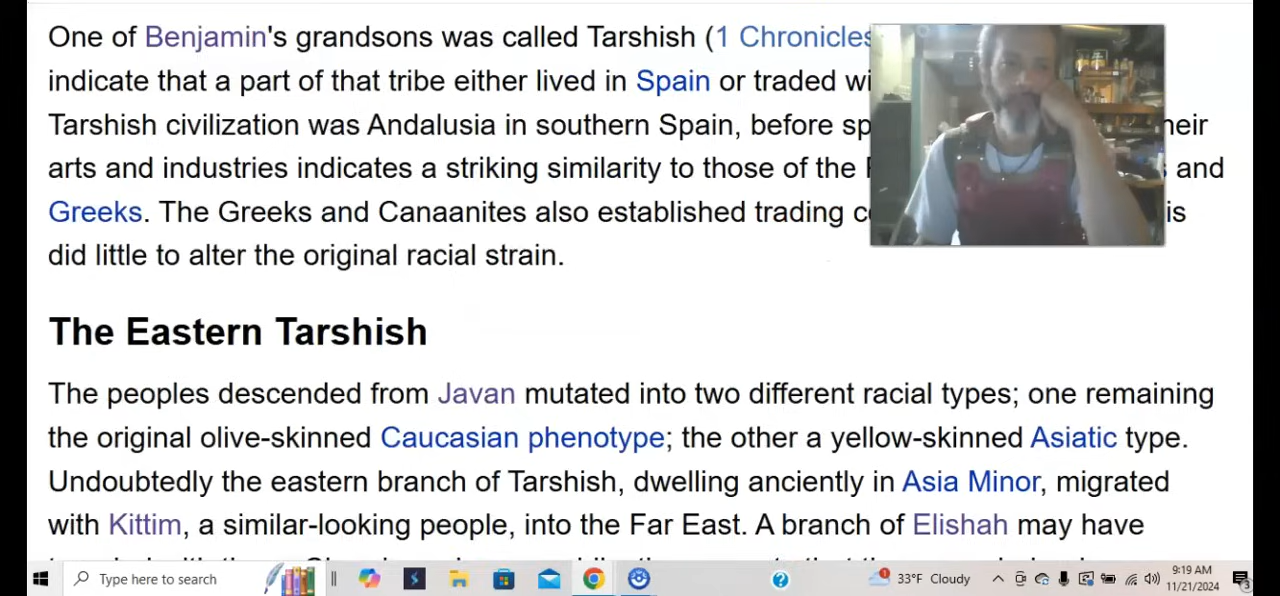 One of Benjamin's grandsons was called Tarshish (1 Chronicles
indicate that a part of that tribe either lived in Spain or traded
Tarshish civilization was Andalusia in southern Spain, before
arts and industries indicates a striking similarity to those of the and
Greeks. The Greeks and Canaanites also established trading
did little to alter the original racial strain.
The Eastern Tarshish
The peoples descended from Javan mutated into two different racial types; one remaining
the original olive-skinned Caucasian phenotype; the other a yellow-skinned Asiatic type.
Undoubtedly the eastern branch of Tarshish, dwelling anciently in Asia Minor, migrated
with Kittim, a similar-looking people, into the Far East. A branch of Elishah may have
Type here to search
33°F Cloudy
9:19 AM
11/21/2024